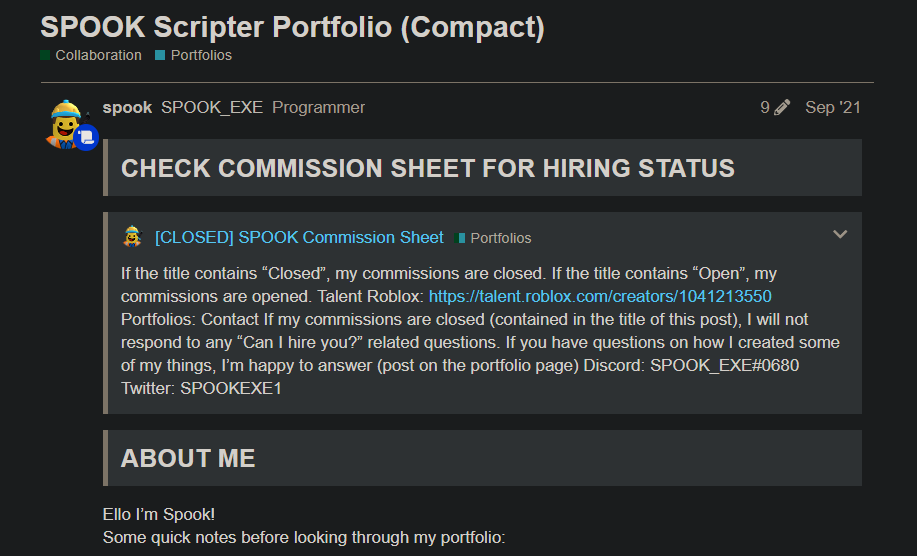 SPOOK Scripter Portfolio (Compact)
Collaboration Portfolios
spook SPOOK_EXE Programmer 9 Sep '21
CHECK COMMISSION SHEET FOR HIRING STATUS
[CLOSED] SPOOK Commission Sheet Portfolios
If the title contains “Closed”, my commissions are closed. If the title contains “Open”, my
commissions are opened. Talent Roblox: https://talent.roblox.com/creators/1041213550
Portfolios: Contact If my commissions are closed (contained in the title of this post), I will not
respond to any “Can I hire you?” related questions. If you have questions on how I created some
of my things, I’m happy to answer (post on the portfolio page) Discord: SPOOK_EXE#0680
Twitter: SPOOKEXE1
ABOUT ME
Ello I’m Spook!
Some quick notes before looking through my portfolio: